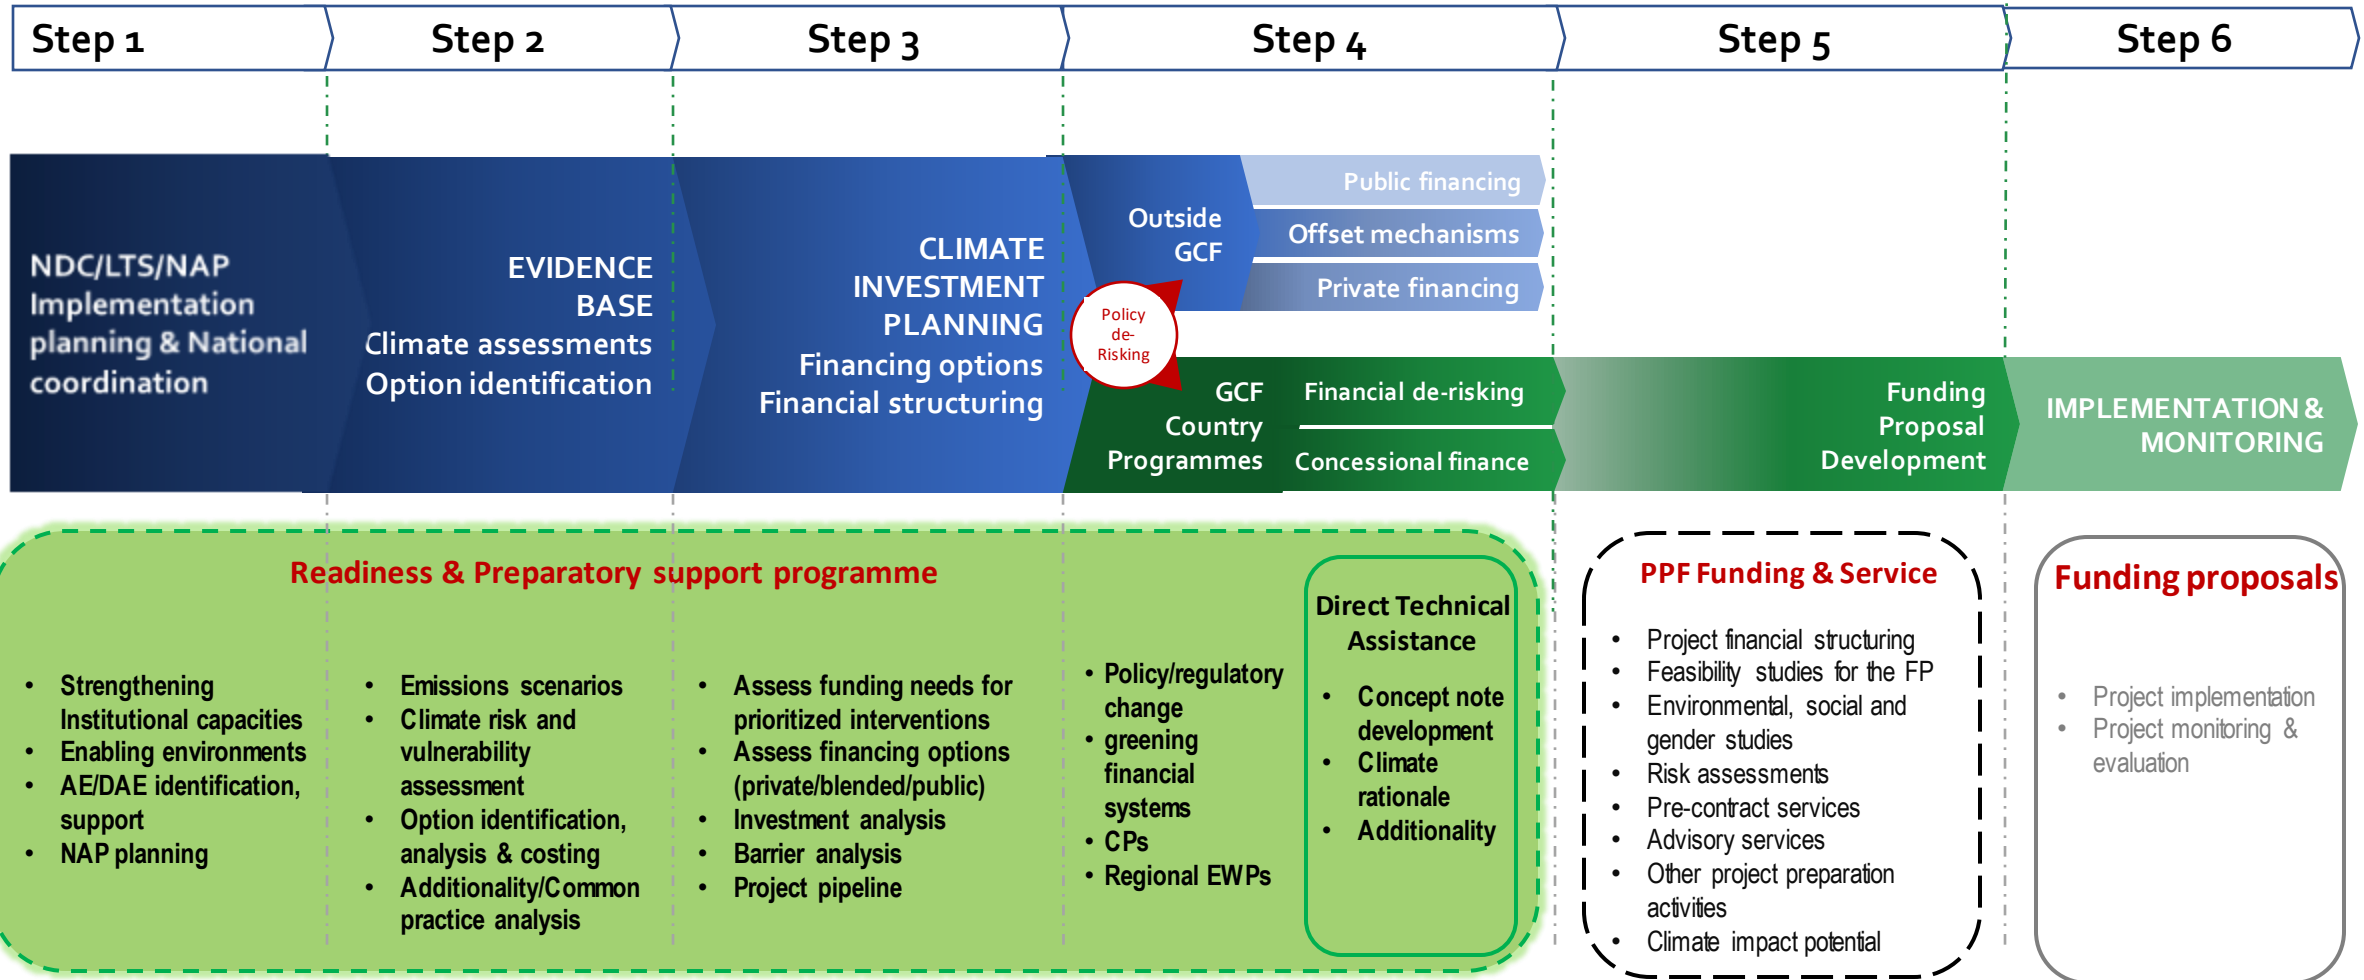 Step 1
Step 2
Step 3
Step 4
Step 5
Step 6
NDC/LTS/NAP
Implementation
planning & National
coordination
EVIDENCE
BASE
Climate assessments
Option identification
CLIMATE
INVESTMENT
PLANNING
Financing options
Financial structuring
Outside
GCF
Public financing
Offset mechanisms
Private financing
Policy
de-
Risking
GCF
Country
Programmes
Financial de-risking
Concessional finance
Funding
Proposal
Development
IMPLEMENTATION &
MONITORING
Readiness & Preparatory support programme
• Strengthening
Institutional capacities
• Enabling environments
• AE/DAE identification,
support
• NAP planning
• Emissions scenarios
• Climate risk and
vulnerability
assessment
• Option identification,
analysis & costing
• Additionality/Common
practice analysis
• Assess funding needs for
prioritized interventions
• Assess financing options
(private/blended/public)
• Investment analysis
• Barrier analysis
• Project pipeline
• Policy/regulatory
change
• greening
financial
systems
• CPs
• Regional EWPs
Direct Technical
Assistance
• Concept note
development
• Climate
rationale
• Additionality
PPF Funding & Service
• Project financial structuring
• Feasibility studies for the FP
• Environmental, social and
gender studies
• Risk assessments
• Pre-contract services
• Advisory services
• Other project preparation
activities
• Climate impact potential
Funding proposals
• Project implementation
• Project monitoring &
evaluation